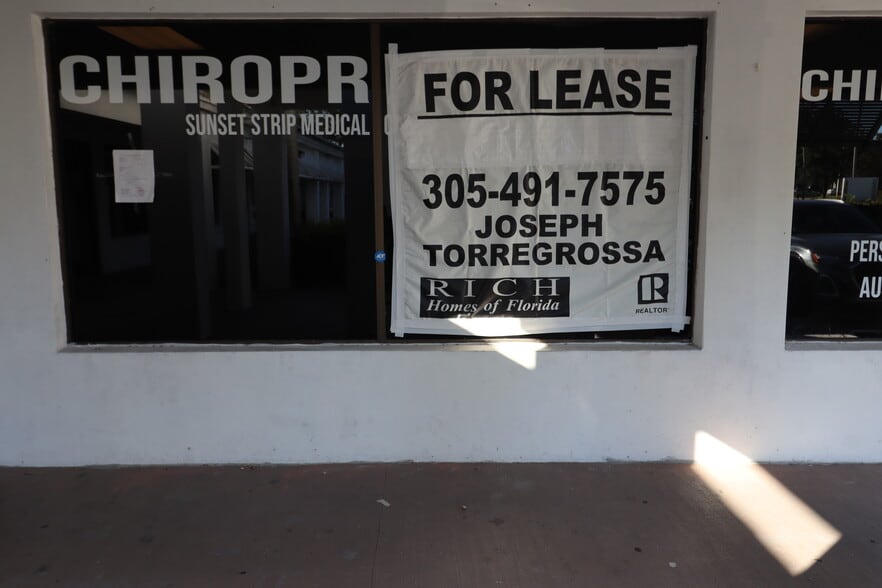 CHIROPR
SUNSET STRIP MEDICAL
FOR LEASE
305-491-7575
JOSEPH
TORREGROSSA
RICH
Homes of Florida
R
REALTOR
ADT
CHI
PERS
AU